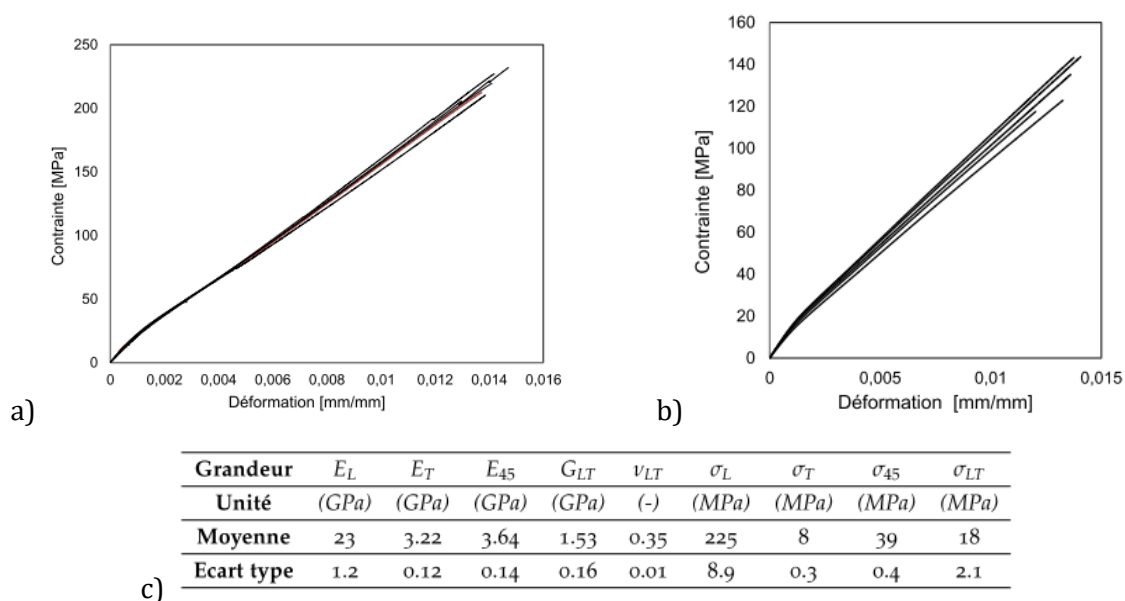 250
200
150
100
50
0
Contrainte [MPa]
0 0,002 0,004 0,006 0,008 0,01 0,012 0,014 0,016
Déformation [mm/mm]
a)
160
140
120
100
80
60
40
20
0
Contrainte [MPa]
0 0,005 0,01 0,015
Déformation [mm/mm]
b)
Grandeur E_L E_T E_45 G_LT ν_LT σ_L σ_T σ_45 σ_LT
Unité (GPa) (GPa) (GPa) (GPa) (-) (MPa) (MPa) (MPa) (MPa)
Moyenne 23 3.22 3.64 1.53 0.35 225 8 39 18
Ecart type 1.2 0.12 0.14 0.16 0.01 8.9 0.3 0.4 2.1
c)